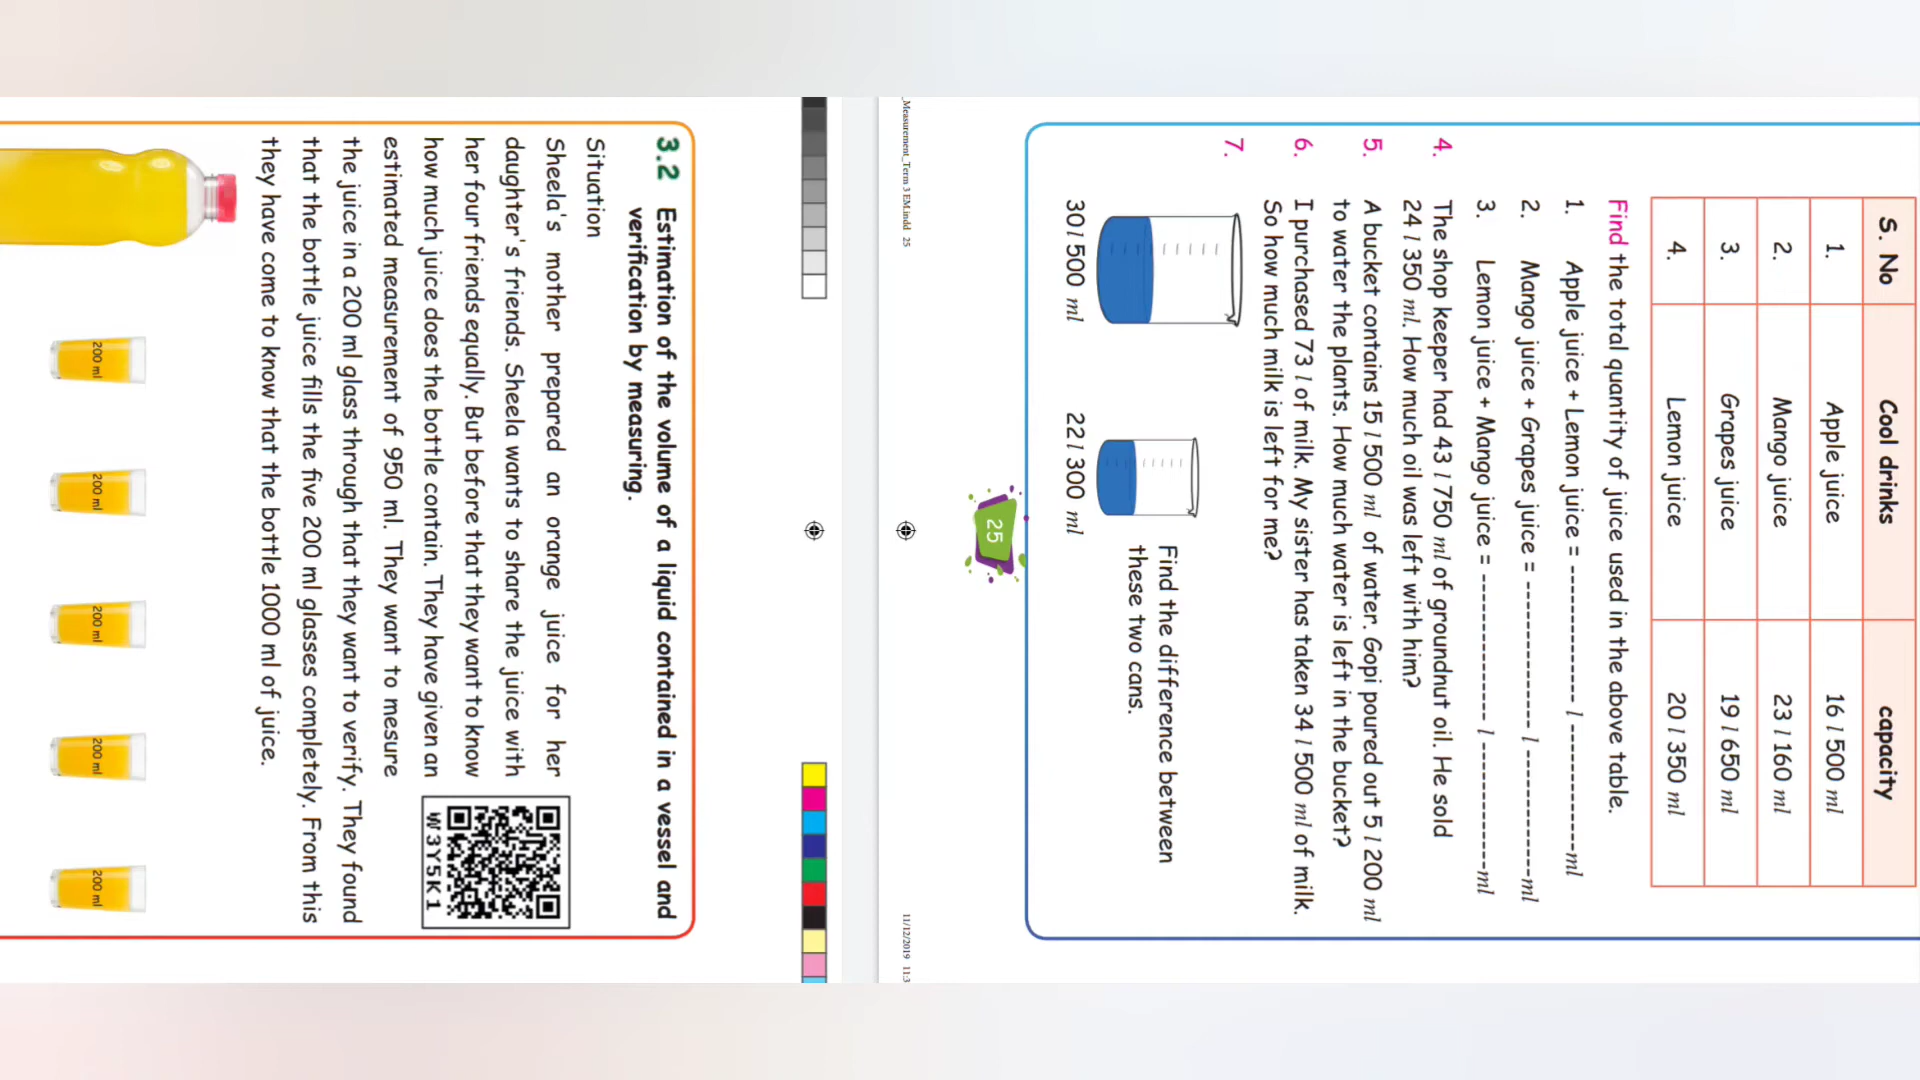 S. No Cool drinks capacity
1. Apple juice 16 l 500 ml
2. Mango juice 23 l 160 ml
3. Grapes juice 19 l 650 ml
4. Lemon juice 20 l 350 ml
Find the total quantity of juice used in the above table.
1. Apple juice + Lemon juice = -------------- l --------------ml
2. Mango juice + Grapes juice = --------------- l --------------ml
3. Lemon juice + Mango juice = --------------- l --------------ml
4. The shop keeper had 43 l 750 ml of groundnut oil. He sold
24 l 350 ml. How much oil was left with him?
5. A bucket contains 15 l 500 ml of water. Gopi poured out 5 l 200 ml
to water the plants. How much water is left in the bucket?
6. I purchased 73 l of milk. My sister has taken 34 l 500 ml of milk.
So how much milk is left for me?
7.
Find the difference between
these two cans.
30 l 500 ml 22 l 300 ml
25
_Measurement_Term 3 EM.indd 25 11/12/2019 11:3
3.2 Estimation of the volume of a liquid contained in a vessel and
verification by measuring.
Situation
Sheela's mother prepared an orange juice for her
daughter's friends. Sheela wants to share the juice with
her four friends equally. But before that they want to know
how much juice does the bottle contain. They have given an
estimated measurement of 950 ml. They want to mesure
the juice in a 200 ml glass through that they want to verify. They found
that the bottle juice fills the five 200 ml glasses completely. From this
they have come to know that the bottle 1000 ml of juice.
W3Y5K1
200 ml 200 ml 200 ml 200 ml 200 ml